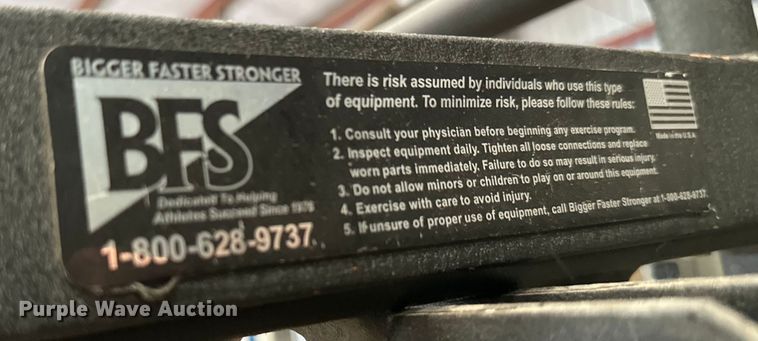 BIGGER FASTER STRONGER
BFS
Dedicated To Helping
Athletes Succeed Since 1976
1-800-628-9737
There is risk assumed by individuals who use this type
of equipment. To minimize risk, please follow these rules:
1. Consult your physician before beginning any exercise program.
2. Inspect equipment daily. Tighten all loose connections and replace
worn parts immediately. Failure to do so may result in serious injury.
3. Do not allow minors or children to play on or around this equipment.
4. Exercise with care to avoid injury.
5. If unsure of proper use of equipment, call Bigger Faster Stronger at 1-800-628-9737.
Made in the U.S.A.
Purple Wave Auction